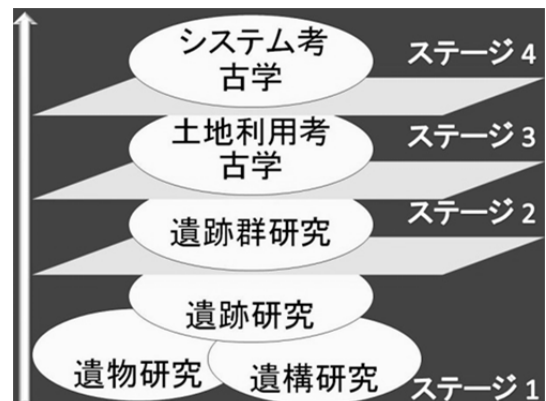 システム考
古学
ステージ 4
土地利用考
古学
ステージ 3
遺跡群研究
ステージ 2
遺跡研究
遺物研究
遺構研究
ステージ 1